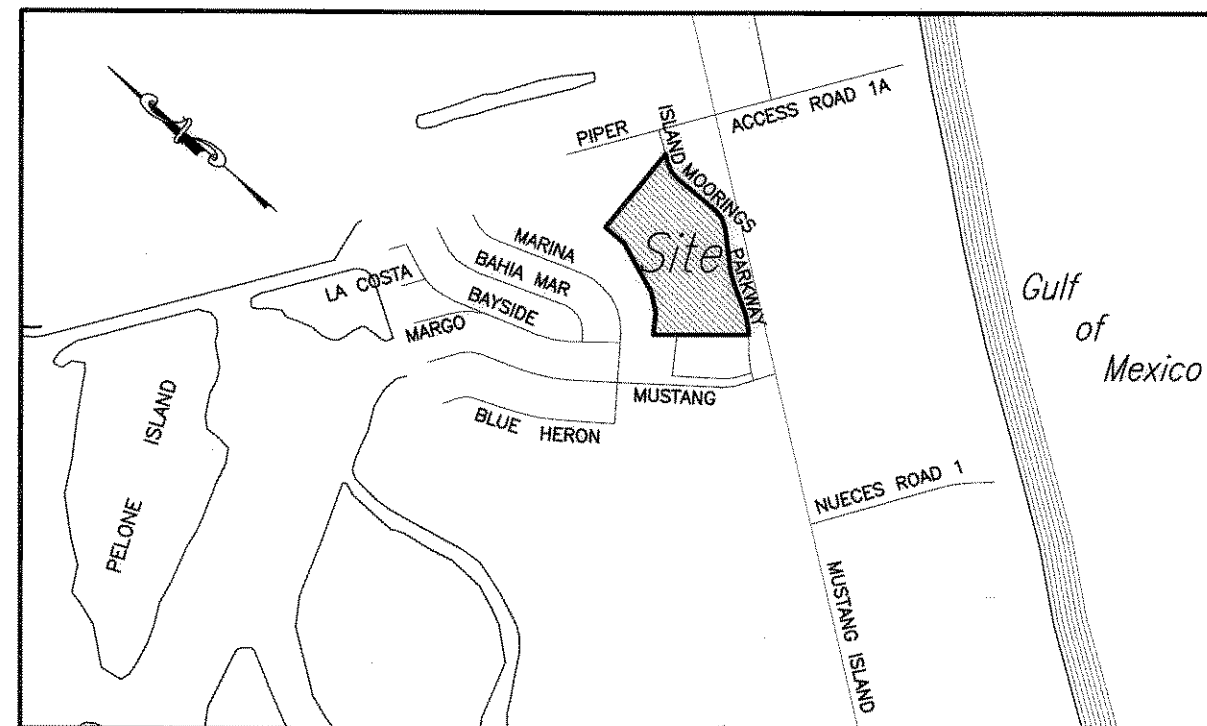 PIPER
ACCESS ROAD 1A
ISLAND MOORINGS PARKWAY
Site
MARINA
BAHIA MAR
BAYSIDE
LA COSTA
MARGO
MUSTANG
BLUE HERON
PELONE ISLAND
Gulf
of
Mexico
NUECES ROAD 1
MUSTANG ISLAND